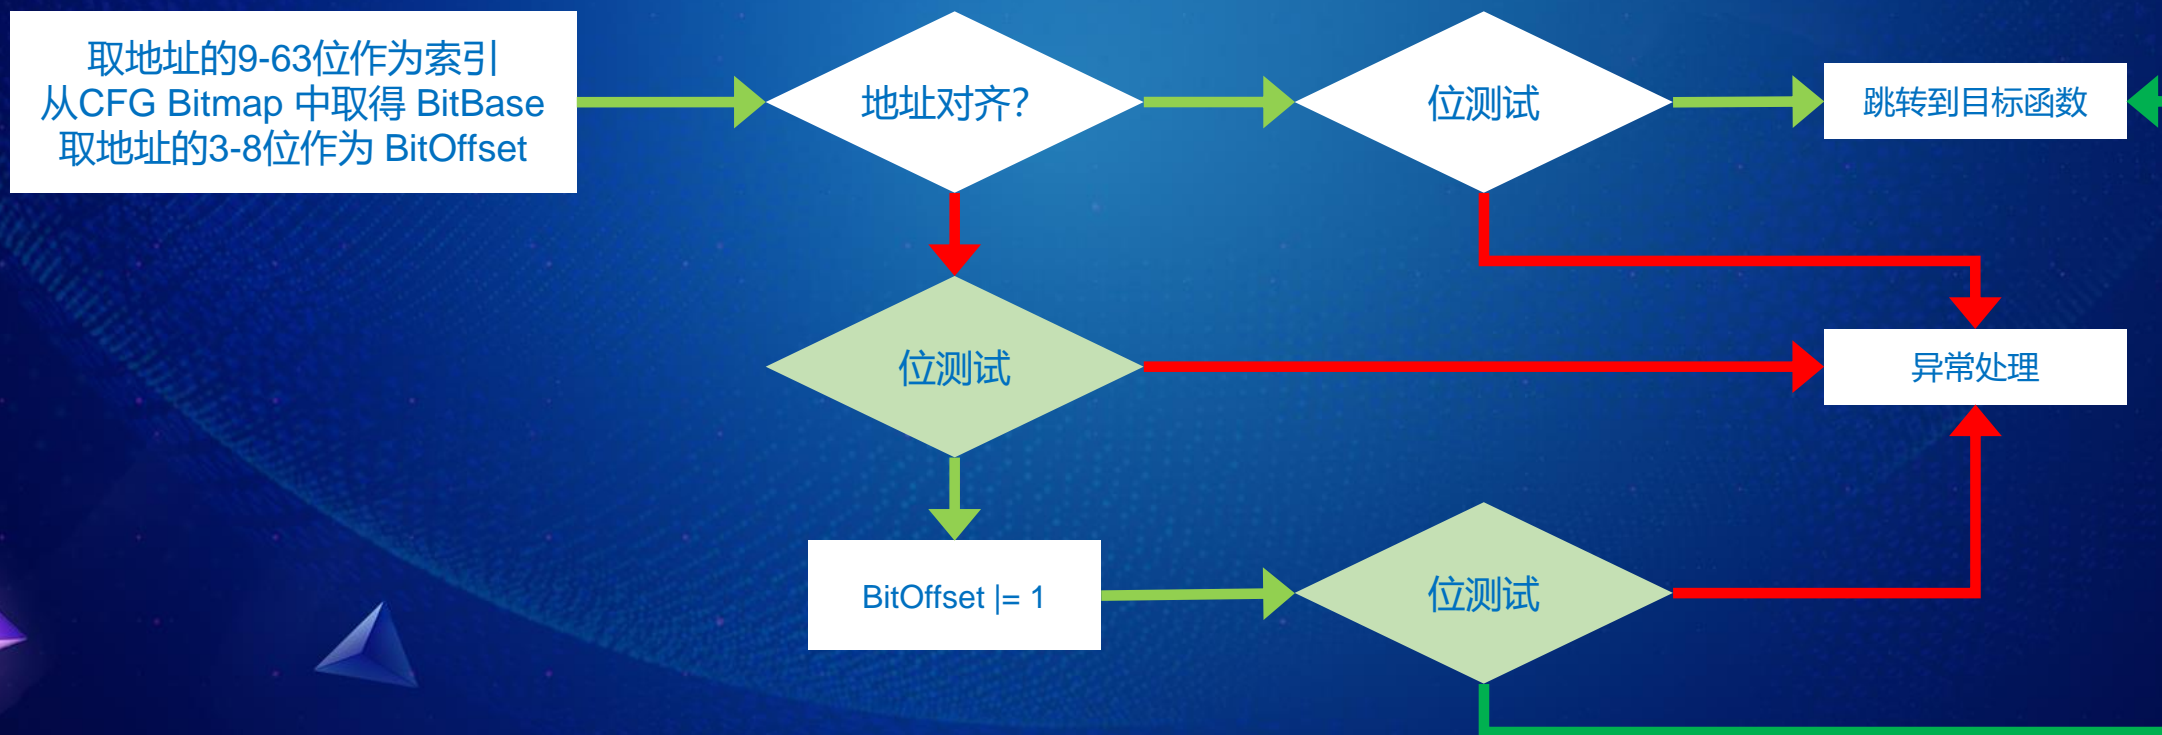 取地址的9-63位作为索引
从CFG Bitmap 中取得 BitBase
取地址的3-8位作为 BitOffset
地址对齐?
位测试
跳转到目标函数
位测试
异常处理
BitOffset |= 1
位测试